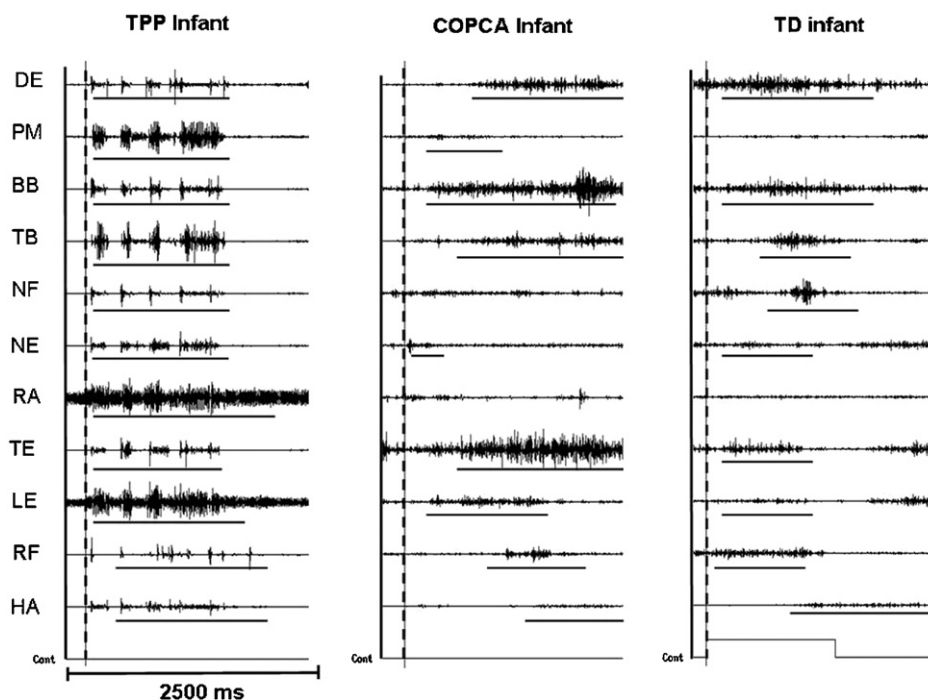 TPP Infant COPCA Infant TD infant
DE
PM
BB
TB
NF
NE
RA
TE
LE
RF
HA
Cont Cont Cont
2500 ms